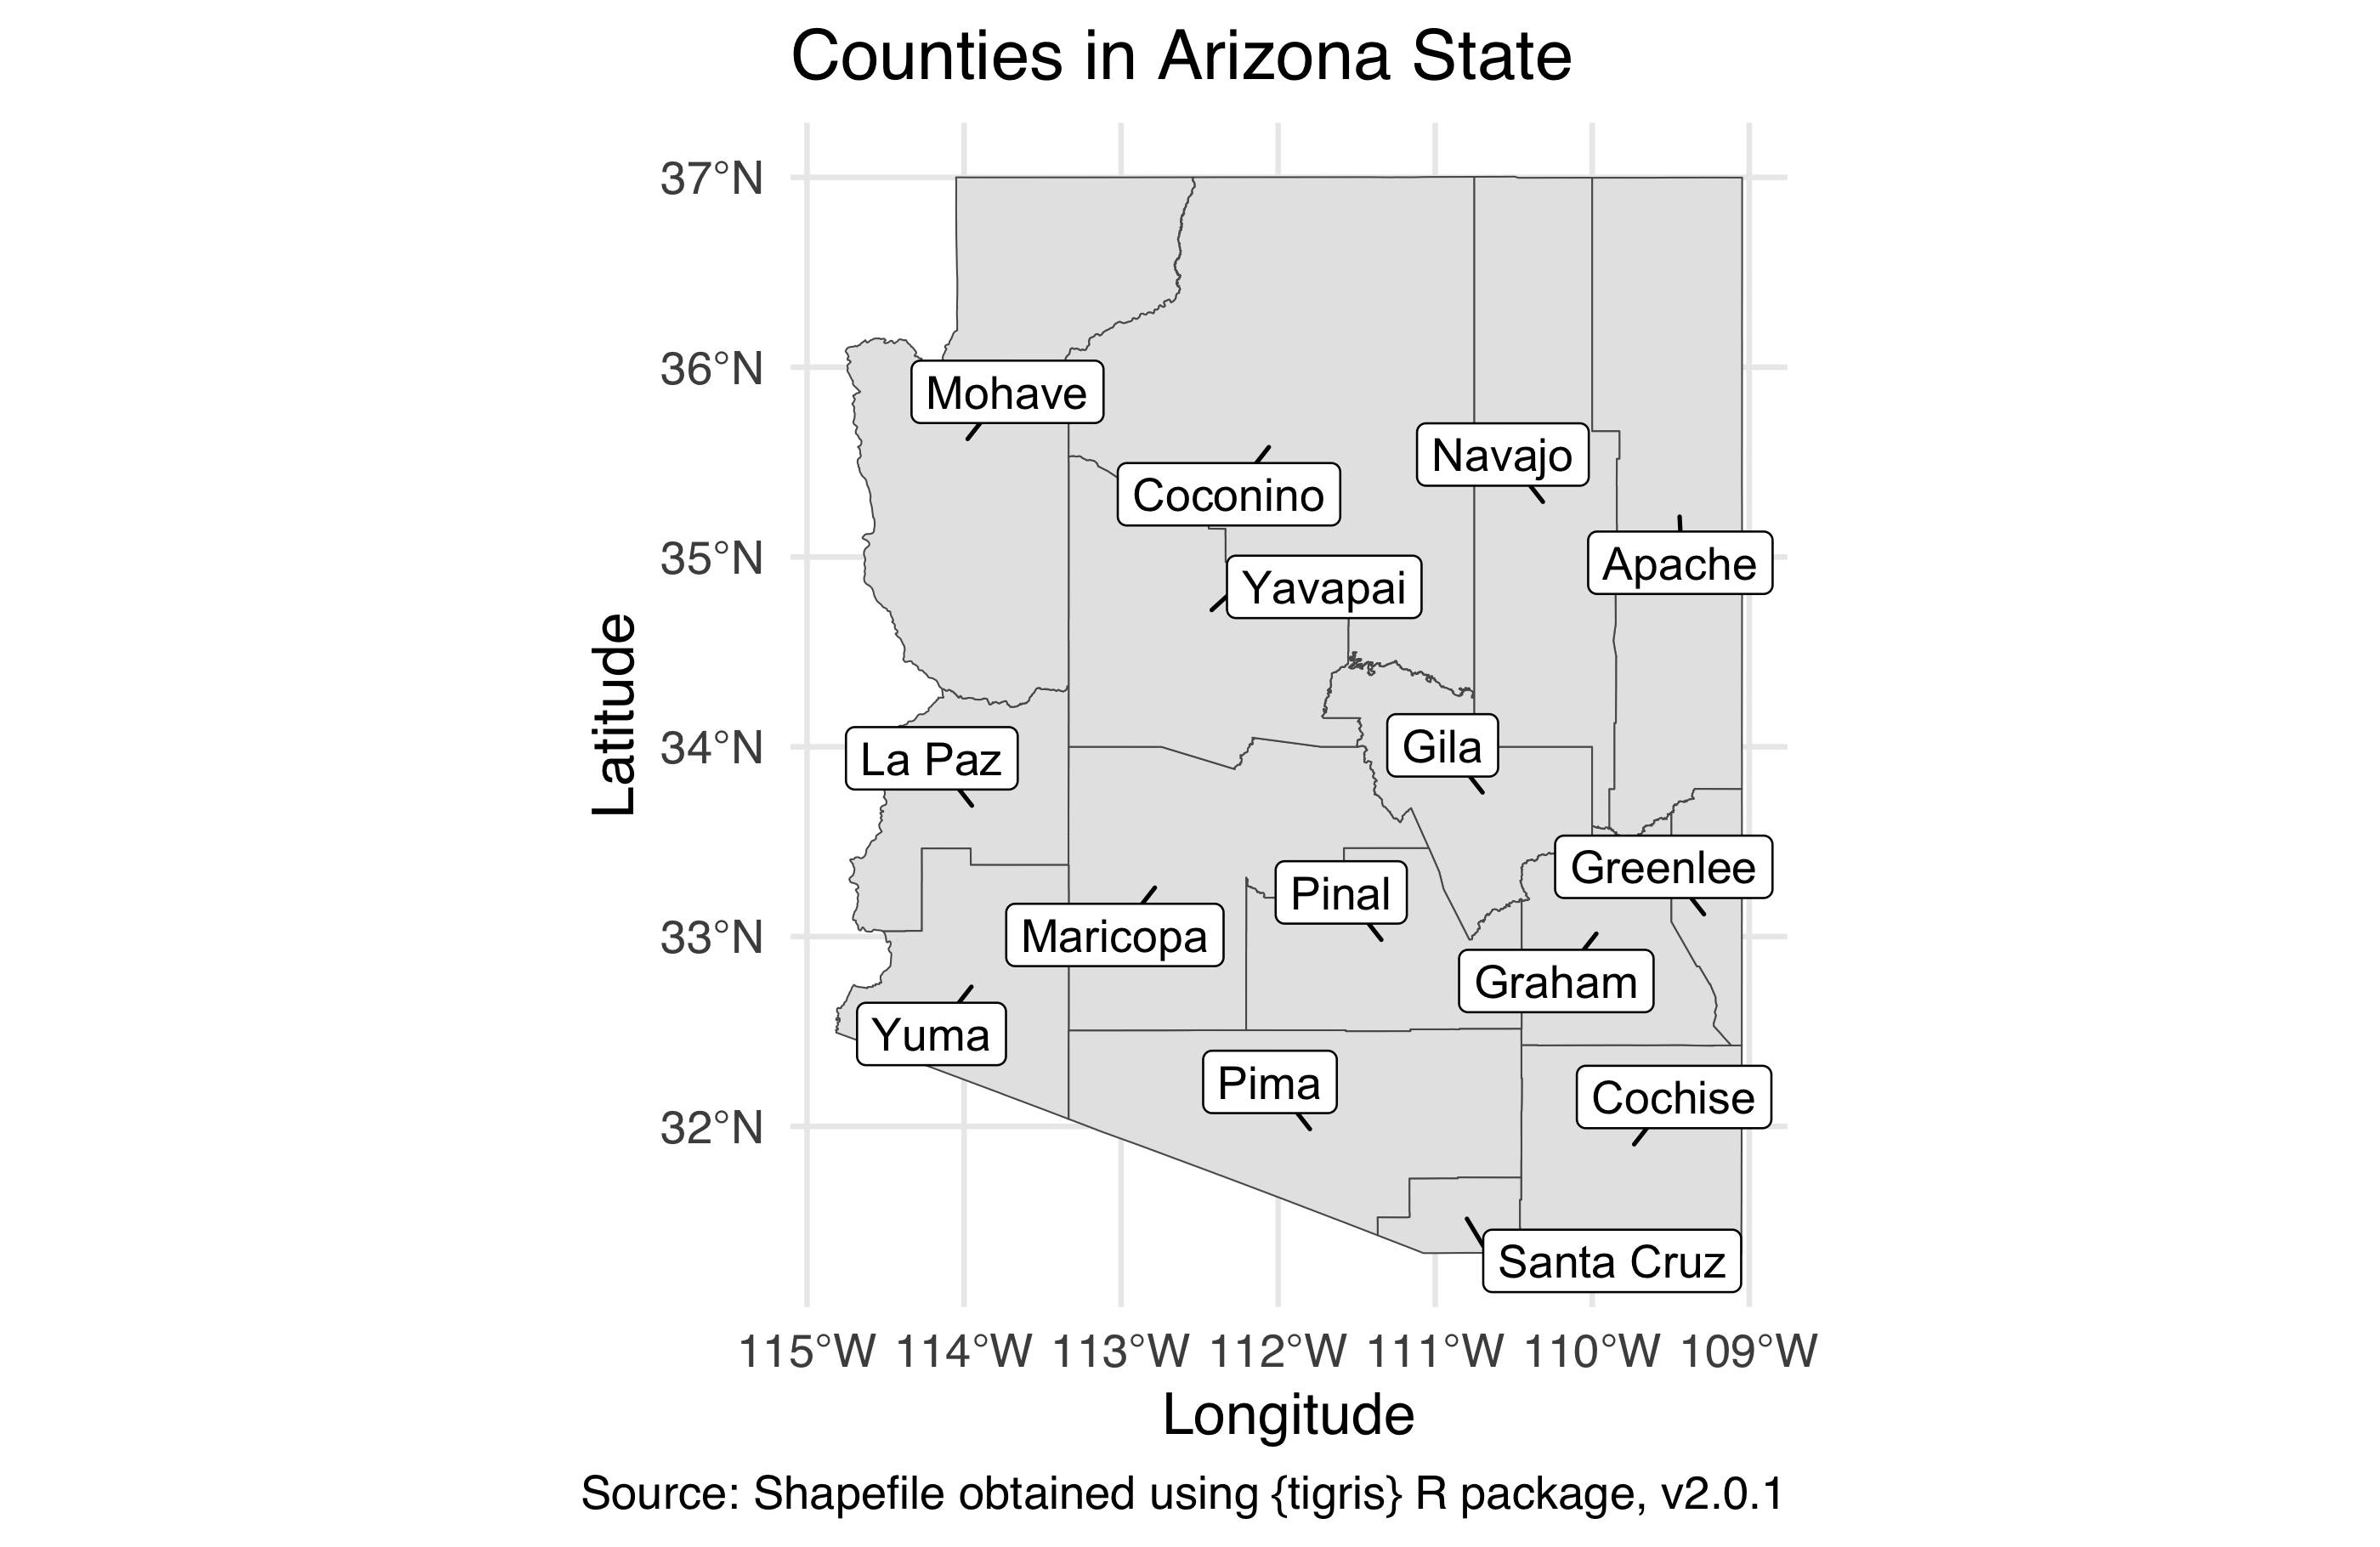 Counties in Arizona State
37°N
36°N
Mohave
Navajo
Coconino
35°N
Apache
Yavapai
Latitude
34°N
La Paz
Gila
Greenlee
Pinal
33°N
Maricopa
Graham
Yuma
Pima
Cochise
32°N
Santa Cruz
115°W 114°W 113°W 112°W 111°W 110°W 109°W
Longitude
Source: Shapefile obtained using {tigris} R package, v2.0.1